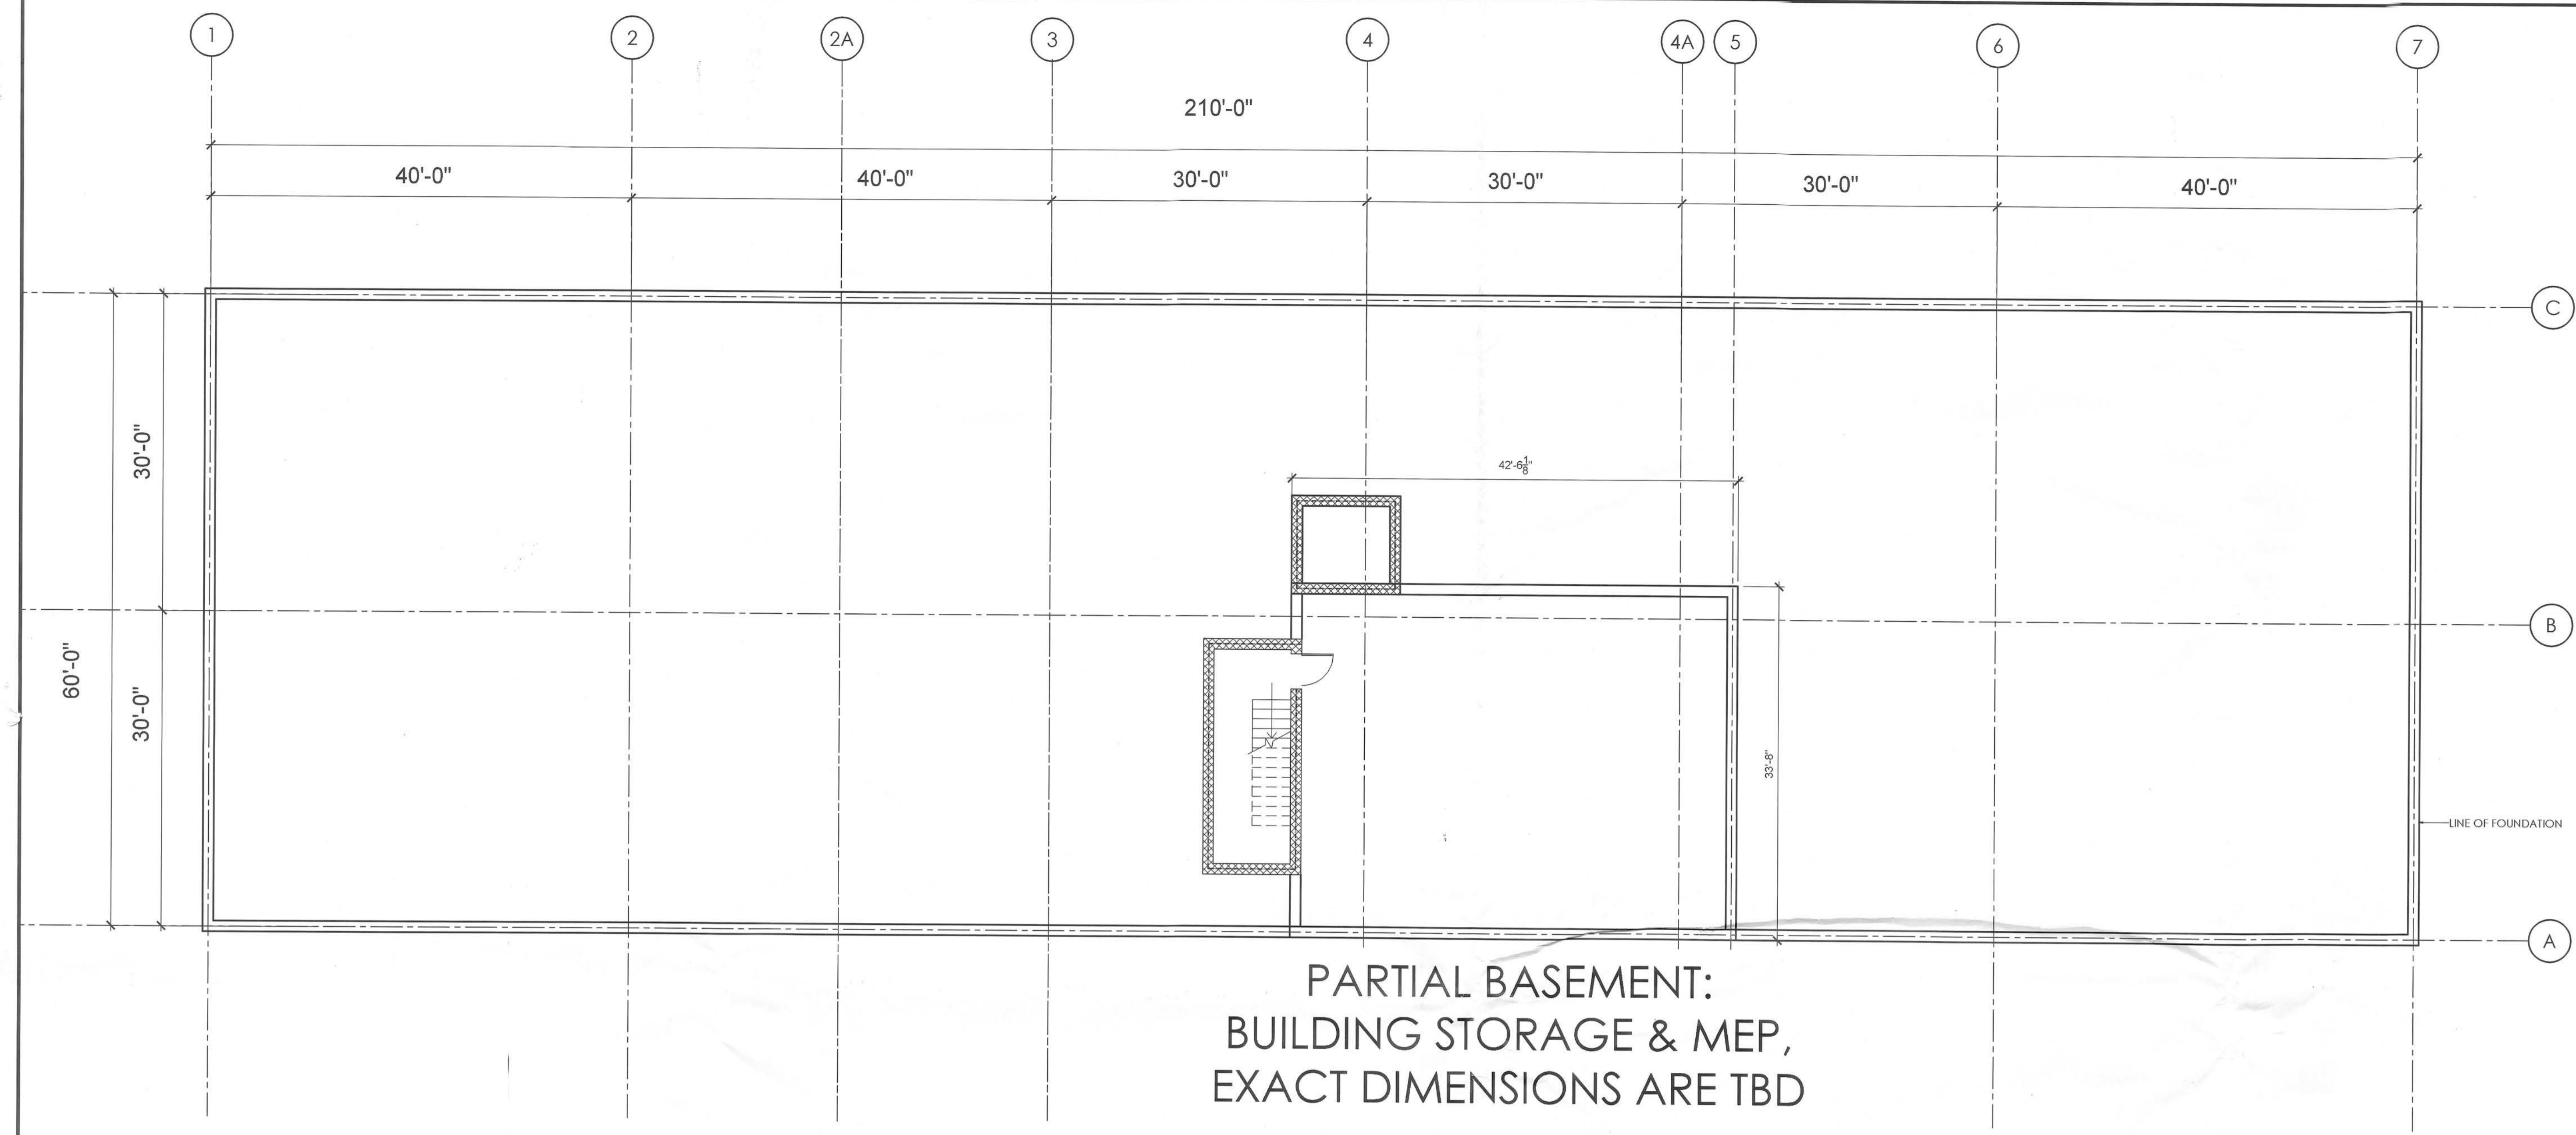 1 2 2A 3 4 4A 5 6 7
210'-0"
40'-0" 40'-0" 30'-0" 30'-0" 30'-0" 40'-0"
C
30'-0"
42'-6⅛"
B
60'-0"
30'-0"
33'-8"
LINE OF FOUNDATION
A
PARTIAL BASEMENT:
BUILDING STORAGE & MEP,
EXACT DIMENSIONS ARE TBD